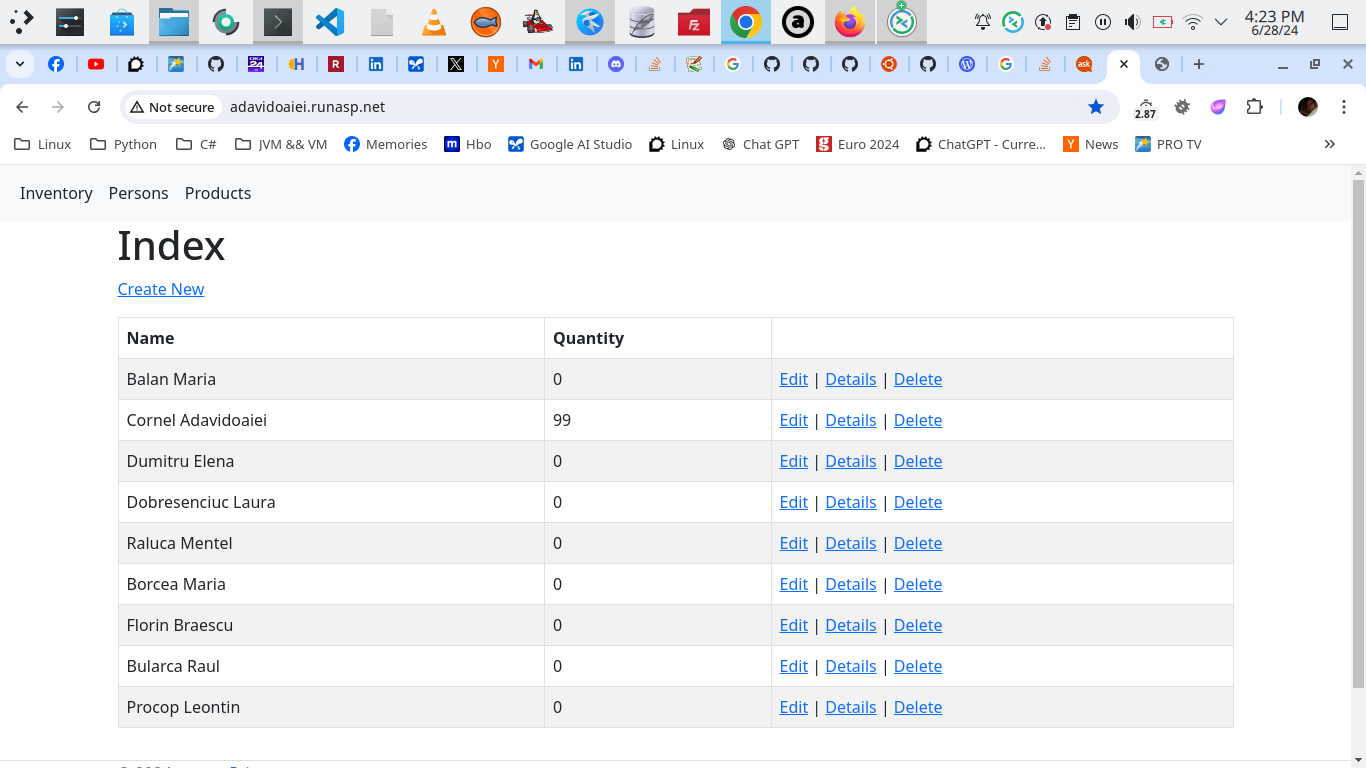 4:23 PM
6/28/24
Not secure adavidoaiei.runasp.net 2.87
Linux Python C# JVM && VM Memories Hbo Google AI Studio Linux Chat GPT Euro 2024 ChatGPT - Curre... News PRO TV
Inventory Persons Products
Index
Create New
Name Quantity
Balan Maria 0 Edit | Details | Delete
Cornel Adavidoaiei 99 Edit | Details | Delete
Dumitru Elena 0 Edit | Details | Delete
Dobresenciuc Laura 0 Edit | Details | Delete
Raluca Mentel 0 Edit | Details | Delete
Borcea Maria 0 Edit | Details | Delete
Florin Braescu 0 Edit | Details | Delete
Bularca Raul 0 Edit | Details | Delete
Procop Leontin 0 Edit | Details | Delete